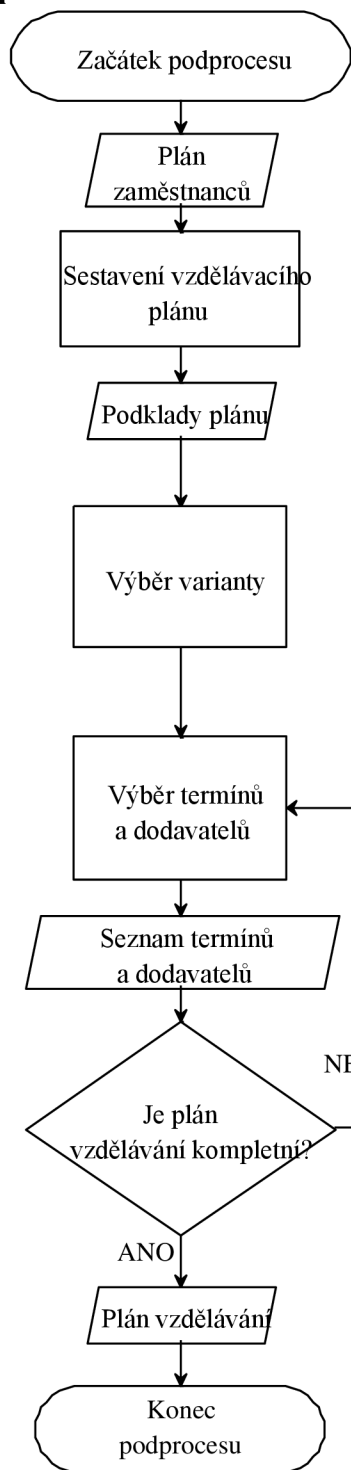 Začátek podprocesu
Plán
zaměstnanců
Sestavení vzdělávacího
plánu
Podklady plánu
Výběr varianty
Výběr termínů
a dodavatelů
Seznam termínů
a dodavatelů
NE
Je plán
vzdělávání kompletní?
ANO
Plán vzdělávání
Konec
podprocesu